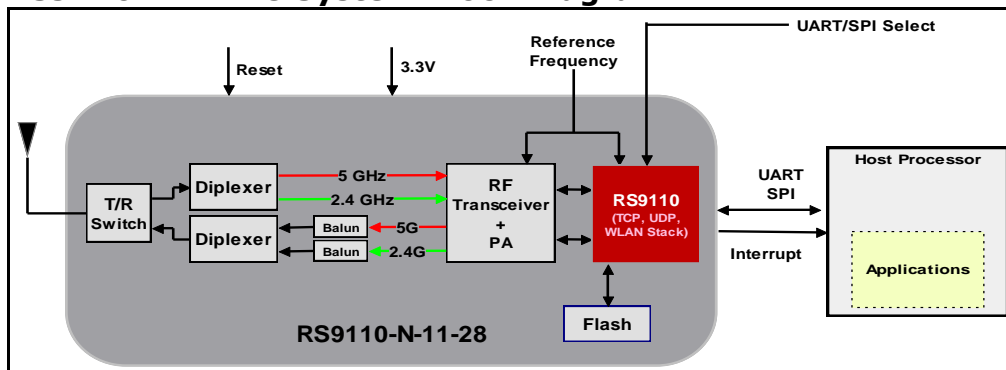 UART/SPI Select
Reference
Frequency
Reset
3.3V
Host Processor
5 GHz
Diplexer
RF
Transceiver
+
PA
RS9110
(TCP, UDP,
WLAN Stack)
UART
SPI
T/R
Switch
2.4 GHz
Diplexer
Balun
5G
Balun
2.4G
Interrupt
Applications
Flash
RS9110-N-11-28